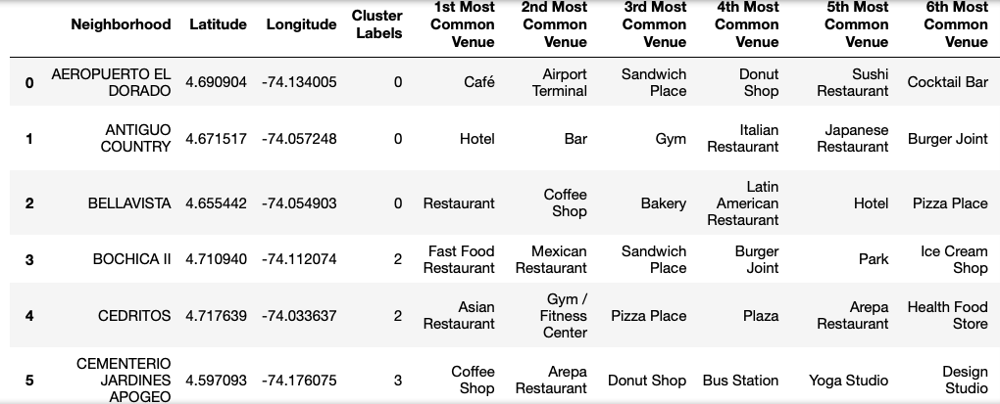 Neighborhood Latitude Longitude Cluster Labels 1st Most Common Venue 2nd Most Common Venue 3rd Most Common Venue 4th Most Common Venue 5th Most Common Venue 6th Most Common Venue
0 AEROPUERTO EL DORADO 4.690904 -74.134005 0 Café Airport Terminal Sandwich Place Donut Shop Sushi Restaurant Cocktail Bar
1 ANTIGUO COUNTRY 4.671517 -74.057248 0 Hotel Bar Gym Italian Restaurant Japanese Restaurant Burger Joint
2 BELLAVISTA 4.655442 -74.054903 0 Restaurant Coffee Shop Bakery Latin American Restaurant Hotel Pizza Place
3 BOCHICA II 4.710940 -74.112074 2 Fast Food Restaurant Mexican Restaurant Sandwich Place Burger Joint Park Ice Cream Shop
4 CEDRITOS 4.717639 -74.033637 2 Asian Restaurant Gym / Fitness Center Pizza Place Plaza Arepa Restaurant Health Food Store
5 CEMENTERIO JARDINES APOGEO 4.597093 -74.176075 3 Coffee Shop Arepa Restaurant Donut Shop Bus Station Yoga Studio Design Studio